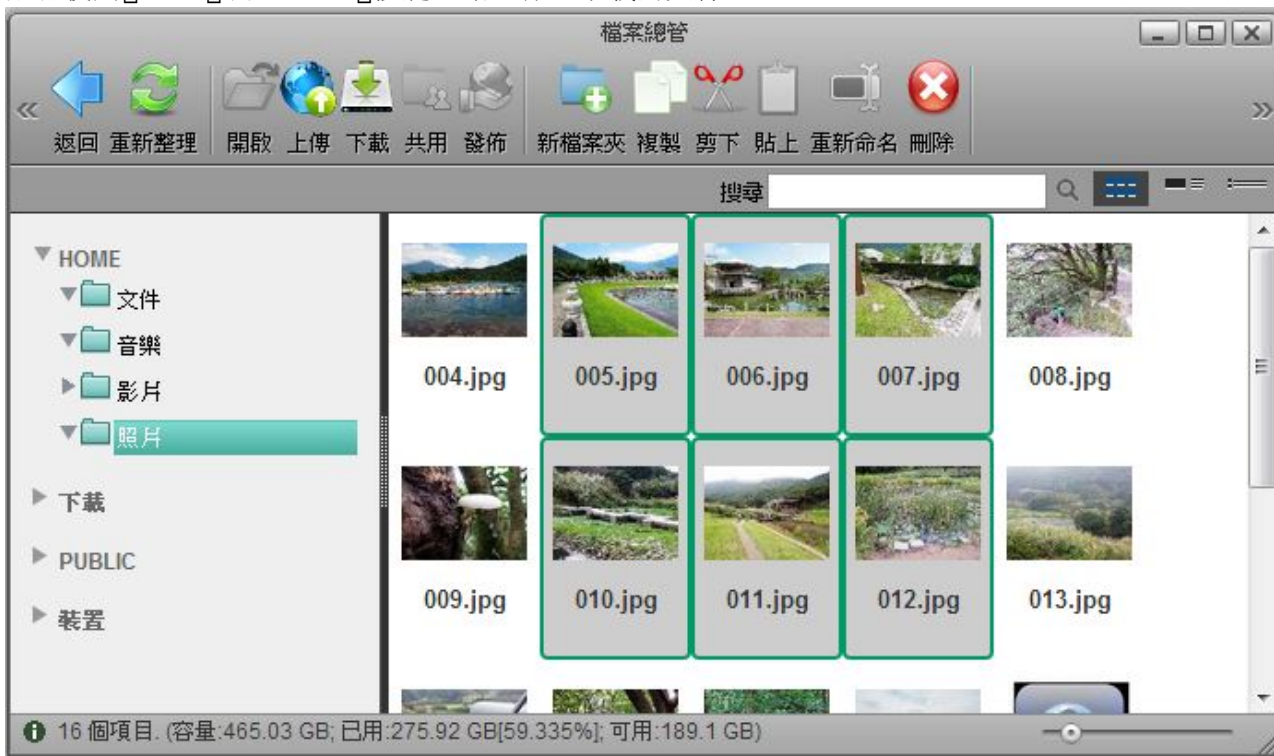 檔案總管
返回 重新整理 開啟 上傳 下載 共用 發佈 新檔案夾 複製 剪下 貼上 重新命名 刪除
搜尋
HOME
文件
音樂
影片
照片
下載
PUBLIC
裝置
004.jpg 005.jpg 006.jpg 007.jpg 008.jpg
009.jpg 010.jpg 011.jpg 012.jpg 013.jpg
16 個項目. (容量:465.03 GB; 已用:275.92 GB[59.335%]; 可用:189.1 GB)